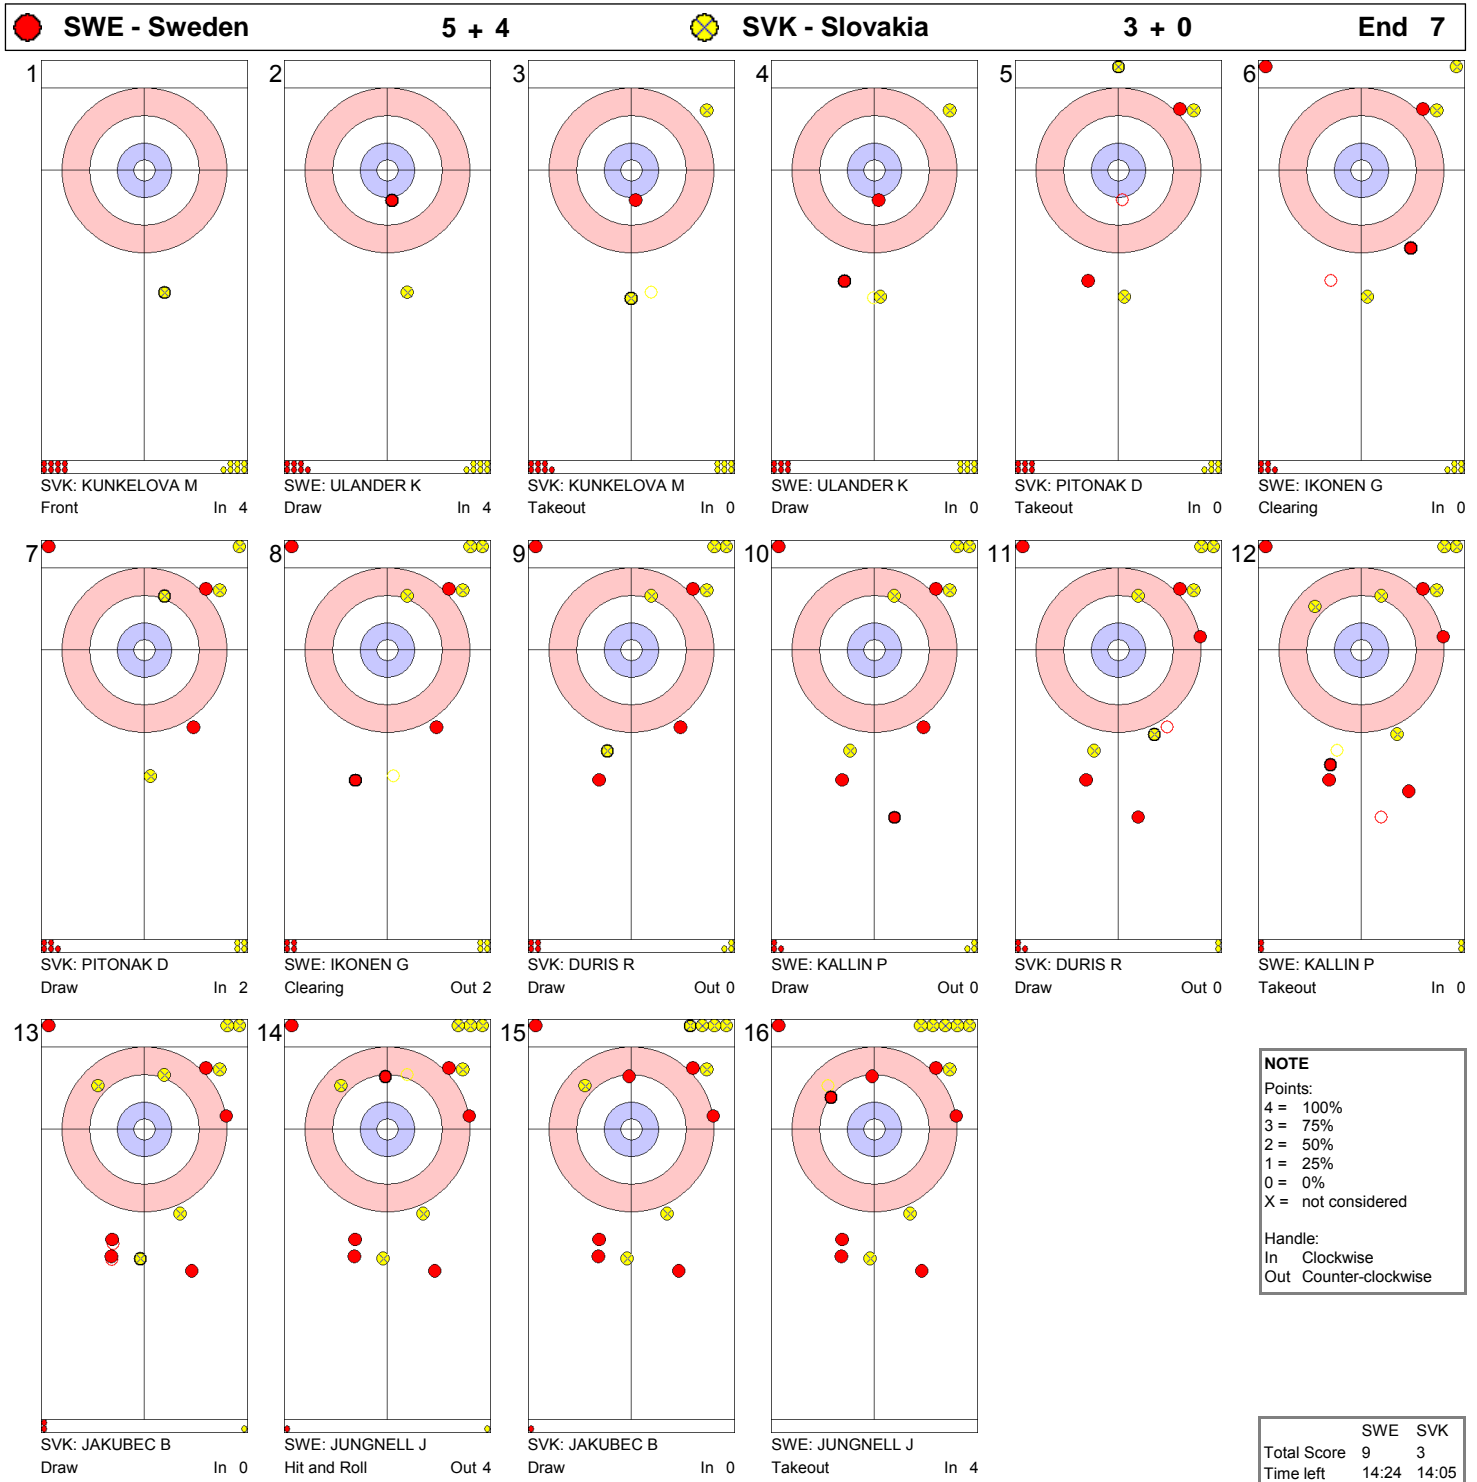 SWE - Sweden 5 + 4 SVK - Slovakia 3 + 0 End 7
1 2 3 4 5 6
SVK: KUNKELOVA M SWE: ULANDER K SVK: KUNKELOVA M SWE: ULANDER K SVK: PITONAK D SWE: IKONEN G
Front In 4 Draw In 4 Takeout In 0 Draw In 0 Takeout In 0 Clearing In 0
7 8 9 10 11 12
SVK: PITONAK D SWE: IKONEN G SVK: DURIS R SWE: KALLIN P SVK: DURIS R SWE: KALLIN P
Draw In 2 Clearing Out 2 Draw Out 0 Draw Out 0 Draw Out 0 Takeout In 0
13 14 15 16
SVK: JAKUBEC B SWE: JUNGNELL J SVK: JAKUBEC B SWE: JUNGNELL J
Draw In 0 Hit and Roll Out 4 Draw In 0 Takeout In 4
NOTE
Points:
4 = 100%
3 = 75%
2 = 50%
1 = 25%
0 = 0%
X = not considered
Handle:
In Clockwise
Out Counter-clockwise
SWE SVK
Total Score 9 3
Time left 14:24 14:05